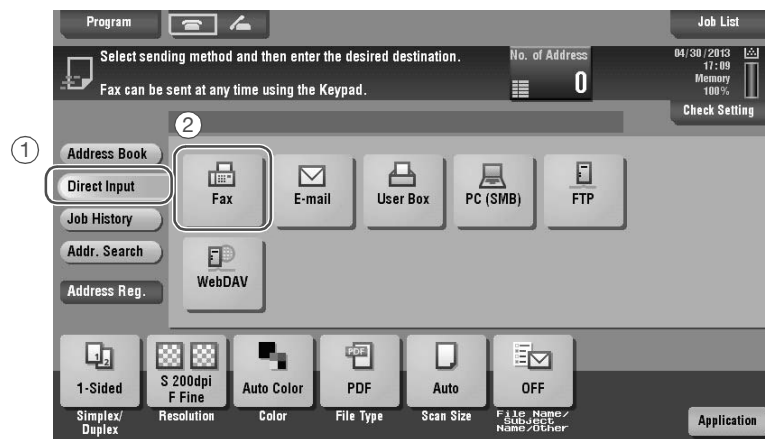 Program
Job List
Select sending method and then enter the desired destination.
Fax can be sent at any time using the Keypad.
No. of Address
0
04/30/2013
17:09
Memory
100%
Check Setting
②
①
Address Book
Direct Input
Job History
Addr. Search
Address Reg.
Fax
E-mail
User Box
PC (SMB)
FTP
WebDAV
1 2
1-Sided
Simplex/
Duplex
S 200dpi
F Fine
Resolution
Auto Color
Color
PDF
PDF
File Type
Auto
Scan Size
OFF
File Name/
Subject
Name/Other
Application